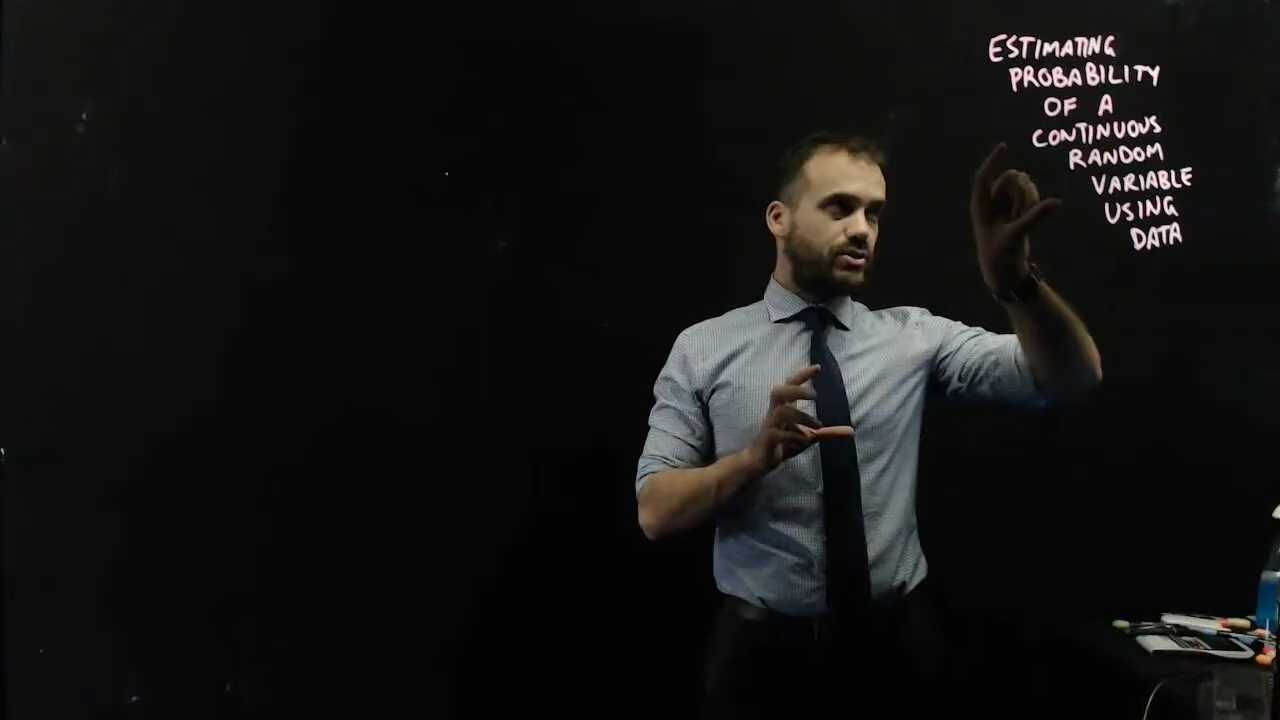 ESTIMATING
PROBABILITY
OF A
CONTINUOUS
RANDOM
VARIABLE
USING
DATA